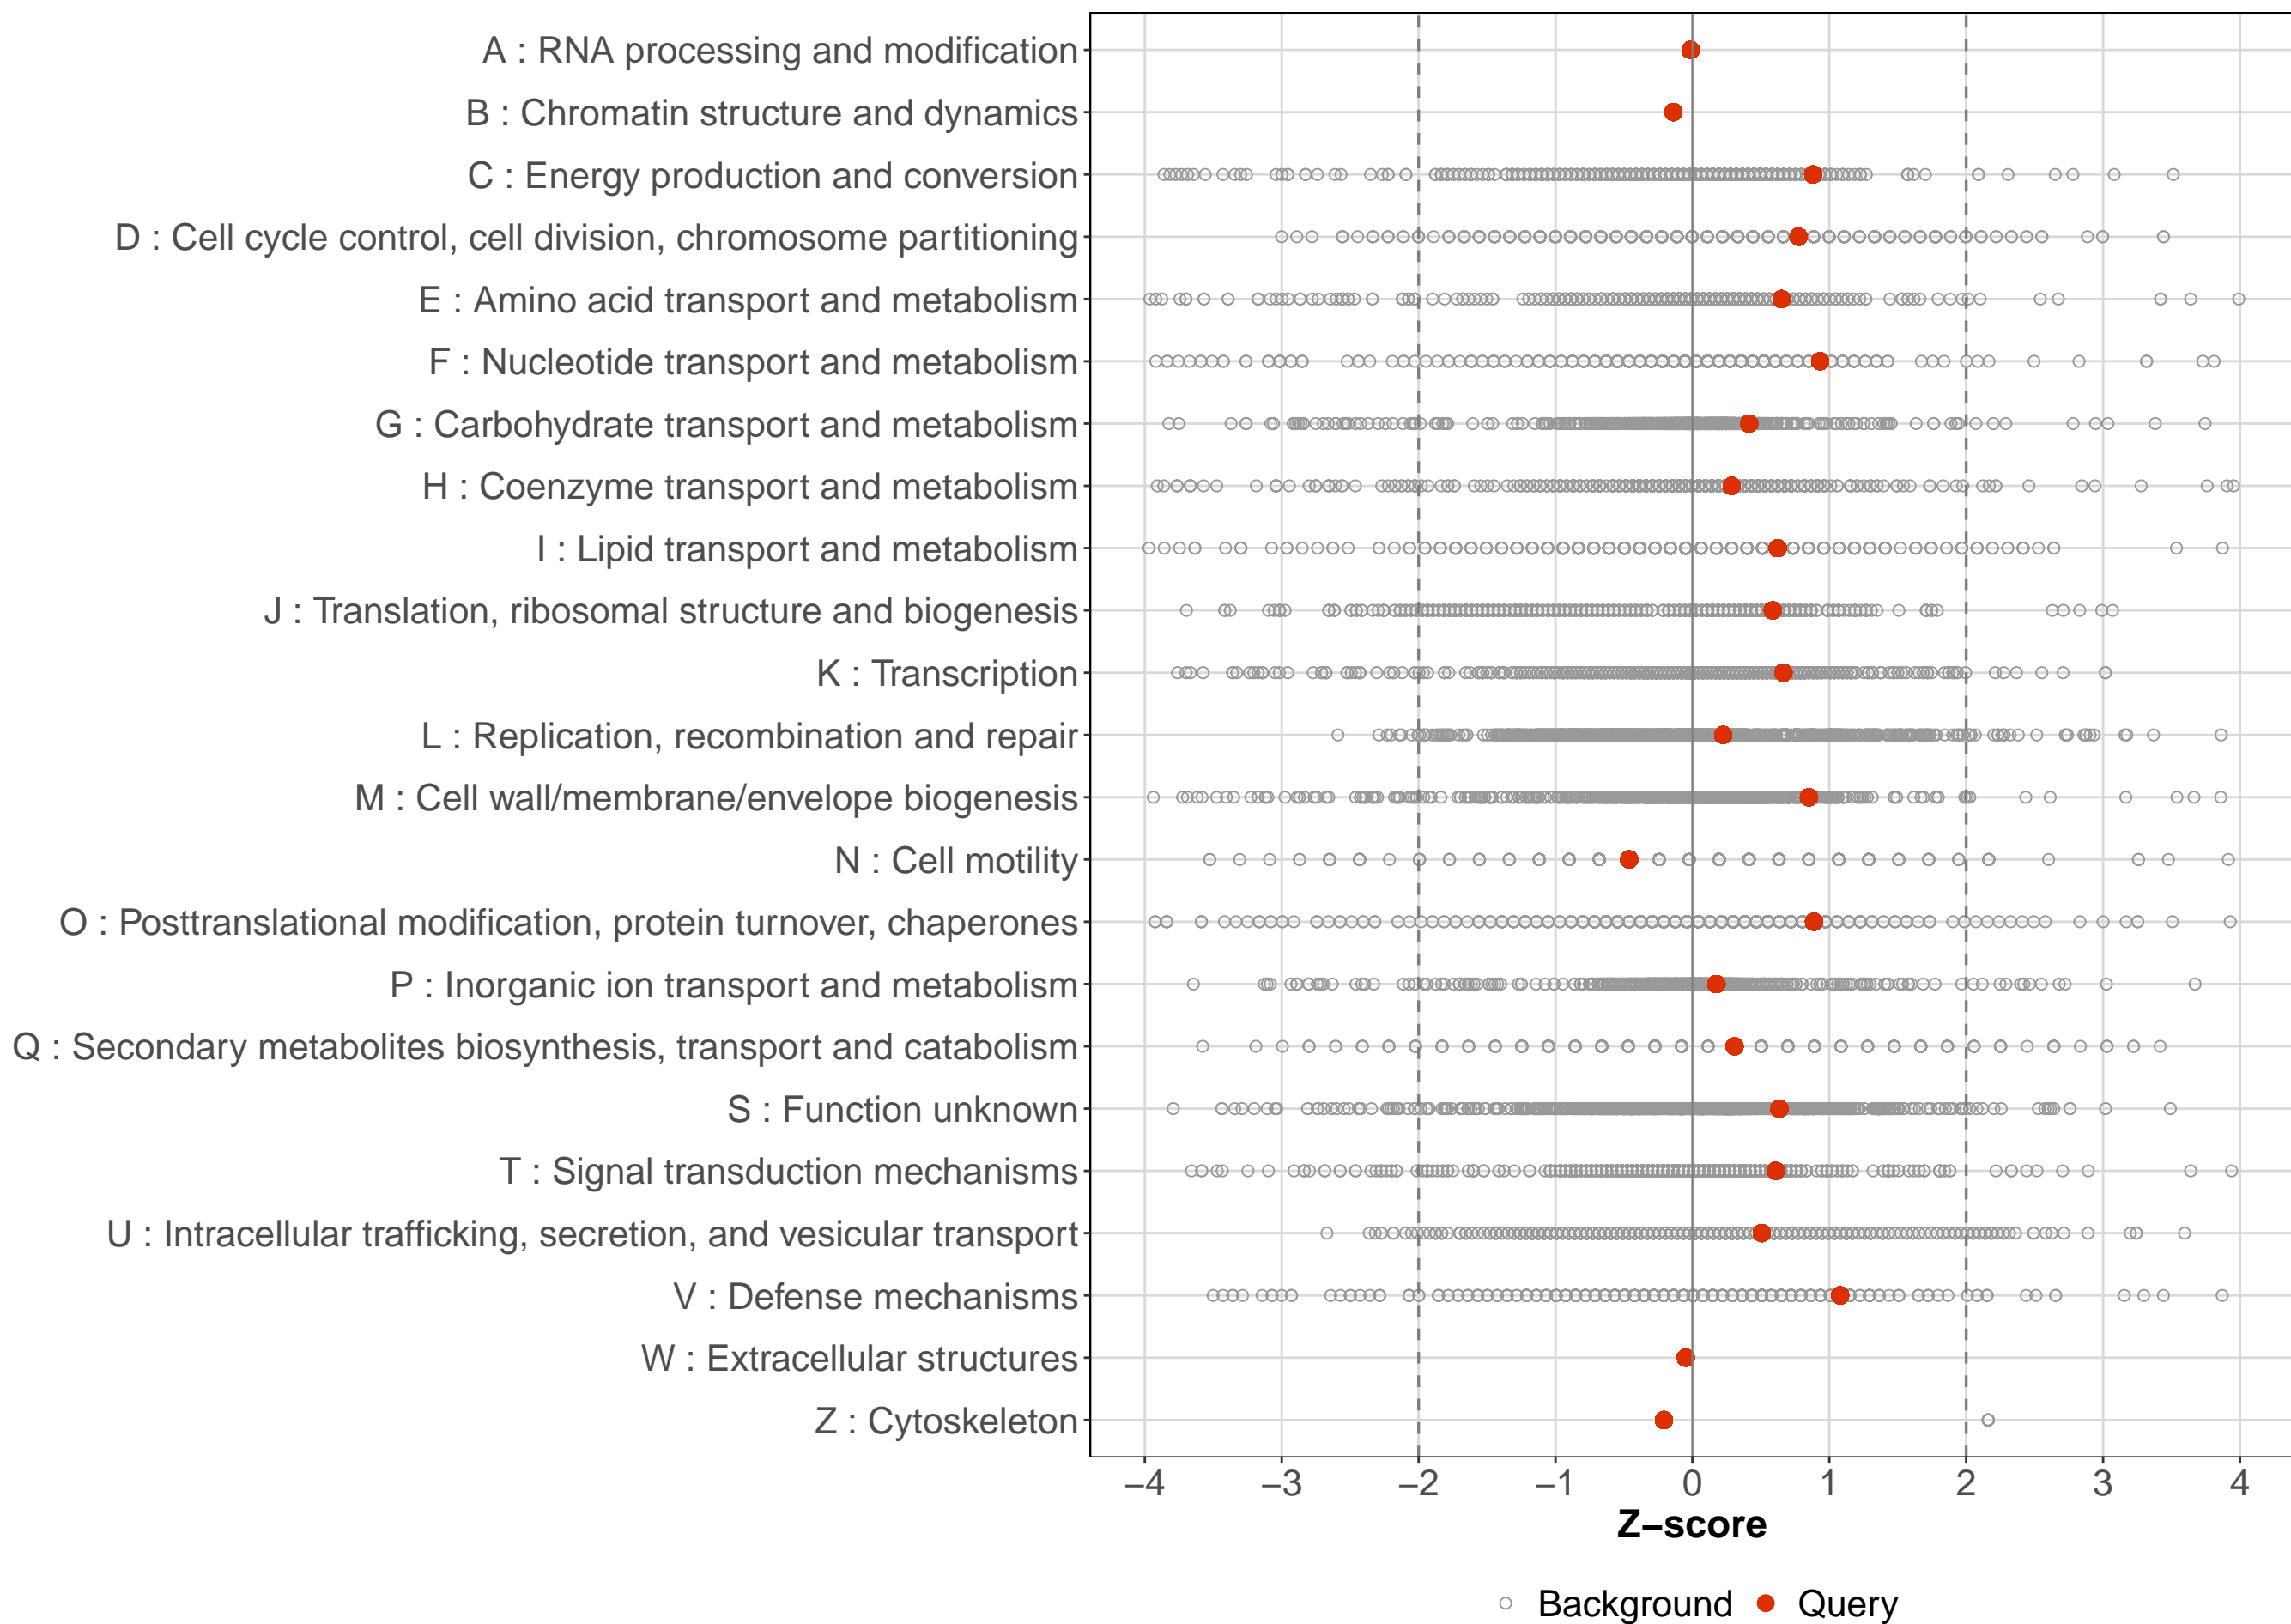 A : RNA processing and modification
B : Chromatin structure and dynamics
C : Energy production and conversion
D : Cell cycle control, cell division, chromosome partitioning
E : Amino acid transport and metabolism
F : Nucleotide transport and metabolism
G : Carbohydrate transport and metabolism
H : Coenzyme transport and metabolism
I : Lipid transport and metabolism
J : Translation, ribosomal structure and biogenesis
K : Transcription
L : Replication, recombination and repair
M : Cell wall/membrane/envelope biogenesis
N : Cell motility
O : Posttranslational modification, protein turnover, chaperones
P : Inorganic ion transport and metabolism
Q : Secondary metabolites biosynthesis, transport and catabolism
S : Function unknown
T : Signal transduction mechanisms
U : Intracellular trafficking, secretion, and vesicular transport
V : Defense mechanisms
W : Extracellular structures
Z : Cytoskeleton
−4 −3 −2 −1 0 1 2 3 4
Z−score
Background Query